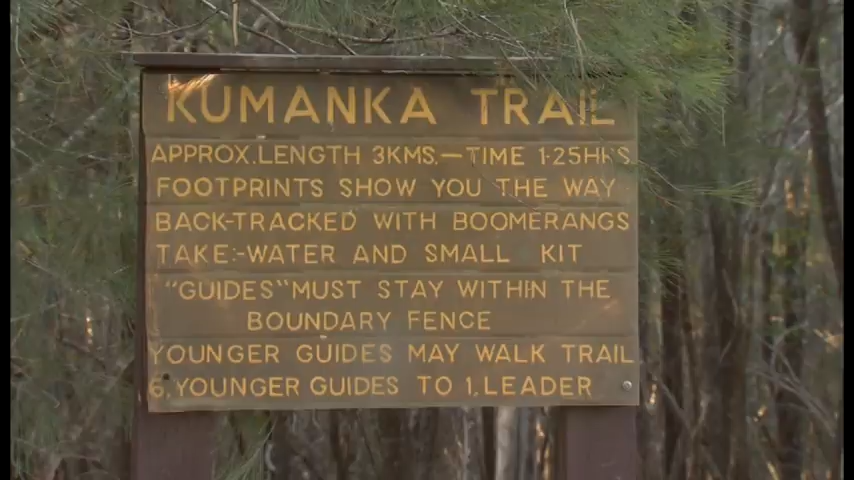 KUMANKA TRAIL
APPROX.LENGTH 3KMS.—TIME 1·25HRS.
FOOTPRINTS SHOW YOU THE WAY
BACK-TRACKED WITH BOOMERANGS
TAKE:-WATER AND SMALL KIT
"GUIDES"MUST STAY WITHIN THE
BOUNDARY FENCE
YOUNGER GUIDES MAY WALK TRAIL
6, YOUNGER GUIDES TO 1, LEADER